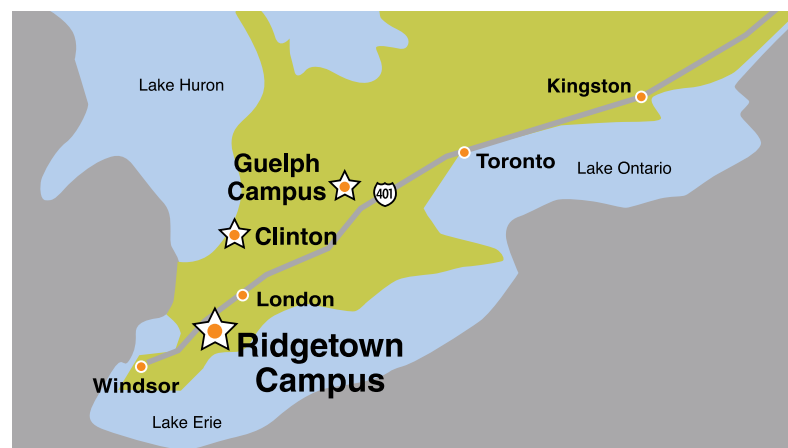 Lake Huron
Kingston
Toronto
Lake Ontario
Guelph
Campus
401
Clinton
London
Ridgetown
Campus
Windsor
Lake Erie